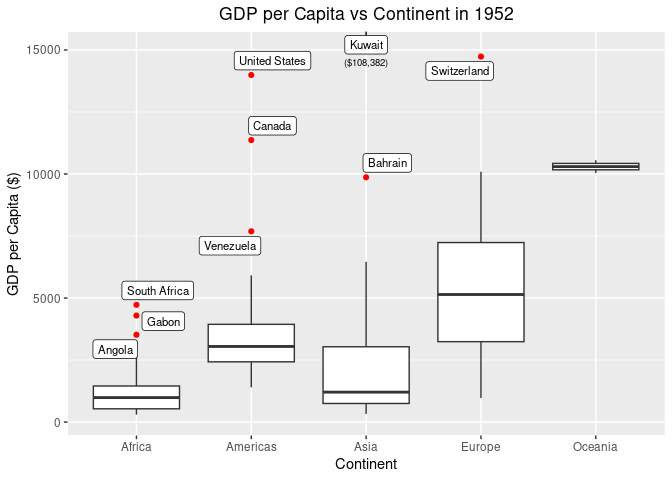 GDP per Capita vs Continent in 1952
15000
Kuwait
($108,382)
United States
Switzerland
Canada
Bahrain
10000
Venezuela
South Africa
5000
Gabon
Angola
0
GDP per Capita ($)
Africa Americas Asia Europe Oceania
Continent